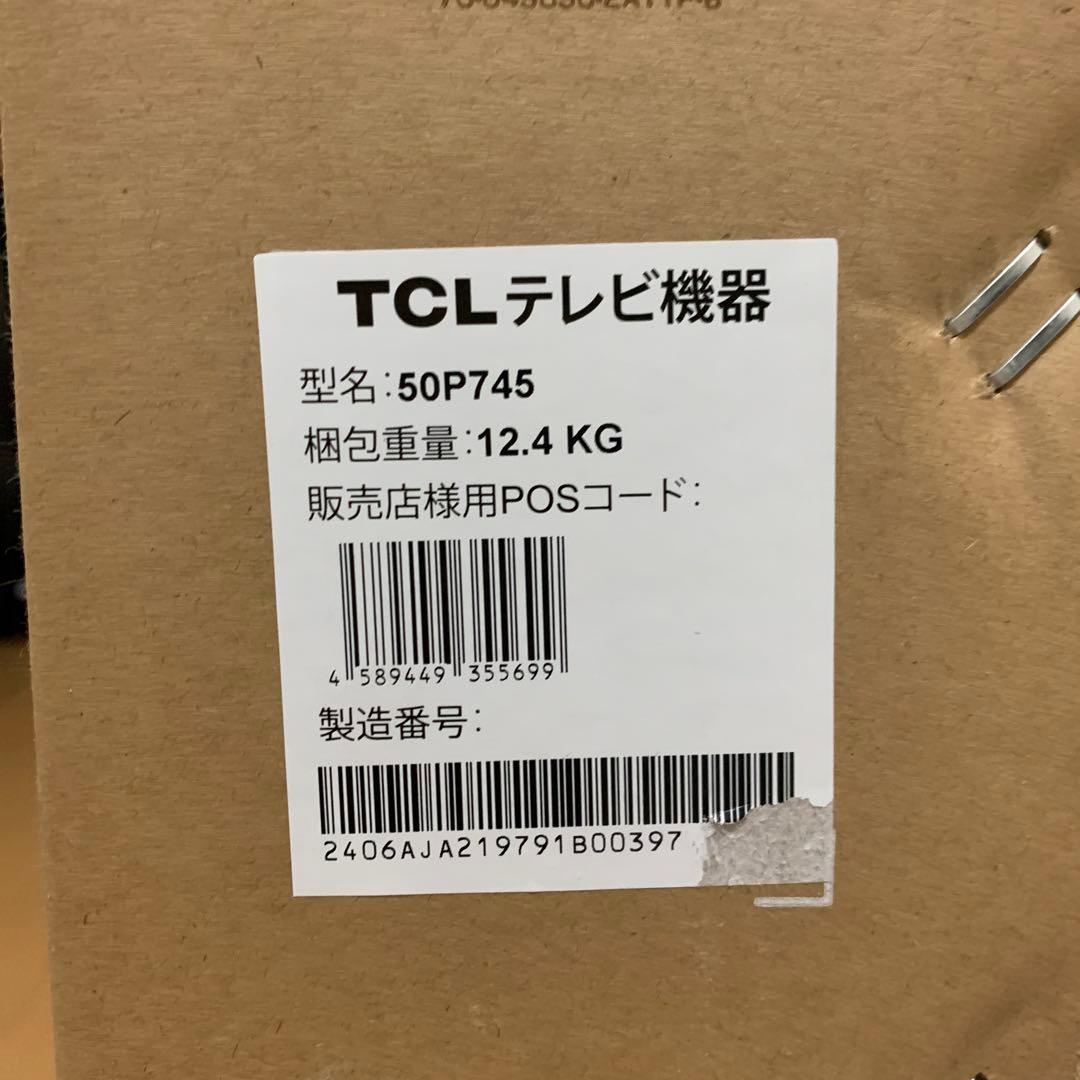 TCLテレビ機器
型名:50P745
梱包重量:12.4 KG
販売店様用POSコード:
4 589449 355699
製造番号:
2406AJA219791B00397